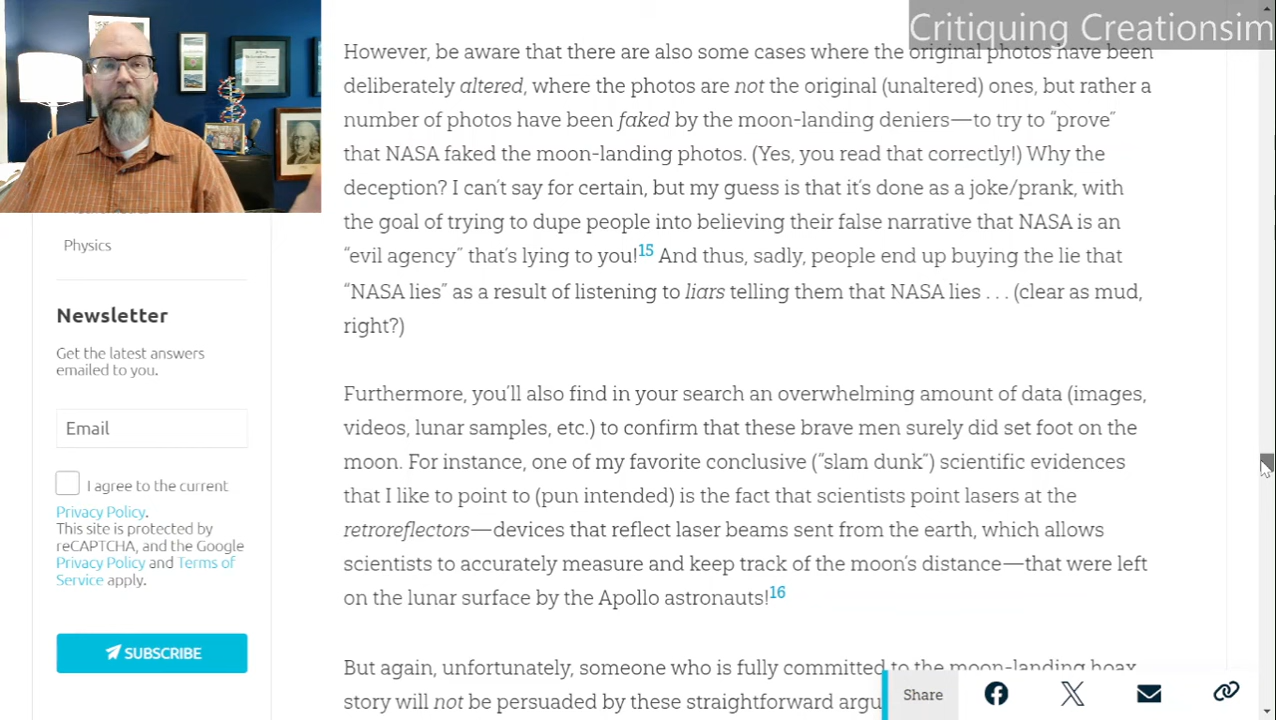 Critiquing Creationsim
However, be aware that there are also some cases where the original photos have been
deliberately altered, where the photos are not the original (unaltered) ones, but rather a
number of photos have been faked by the moon-landing deniers—to try to “prove”
that NASA faked the moon-landing photos. (Yes, you read that correctly!) Why the
deception? I can’t say for certain, but my guess is that it’s done as a joke/prank, with
the goal of trying to dupe people into believing their false narrative that NASA is an
“evil agency” that’s lying to you!15 And thus, sadly, people end up buying the lie that
“NASA lies” as a result of listening to liars telling them that NASA lies . . . (clear as mud,
right?)
Furthermore, you’ll also find in your search an overwhelming amount of data (images,
videos, lunar samples, etc.) to confirm that these brave men surely did set foot on the
moon. For instance, one of my favorite conclusive (“slam dunk”) scientific evidences
that I like to point to (pun intended) is the fact that scientists point lasers at the
retroreflectors—devices that reflect laser beams sent from the earth, which allows
scientists to accurately measure and keep track of the moon’s distance—that were left
on the lunar surface by the Apollo astronauts!16
But again, unfortunately, someone who is fully committed to the moon-landing hoax
story will not be persuaded by these straightforward
Physics
Newsletter
Get the latest answers
emailed to you.
Email
I agree to the current
Privacy Policy.
This site is protected by
reCAPTCHA, and the Google
Privacy Policy and Terms of
Service apply.
SUBSCRIBE
Share